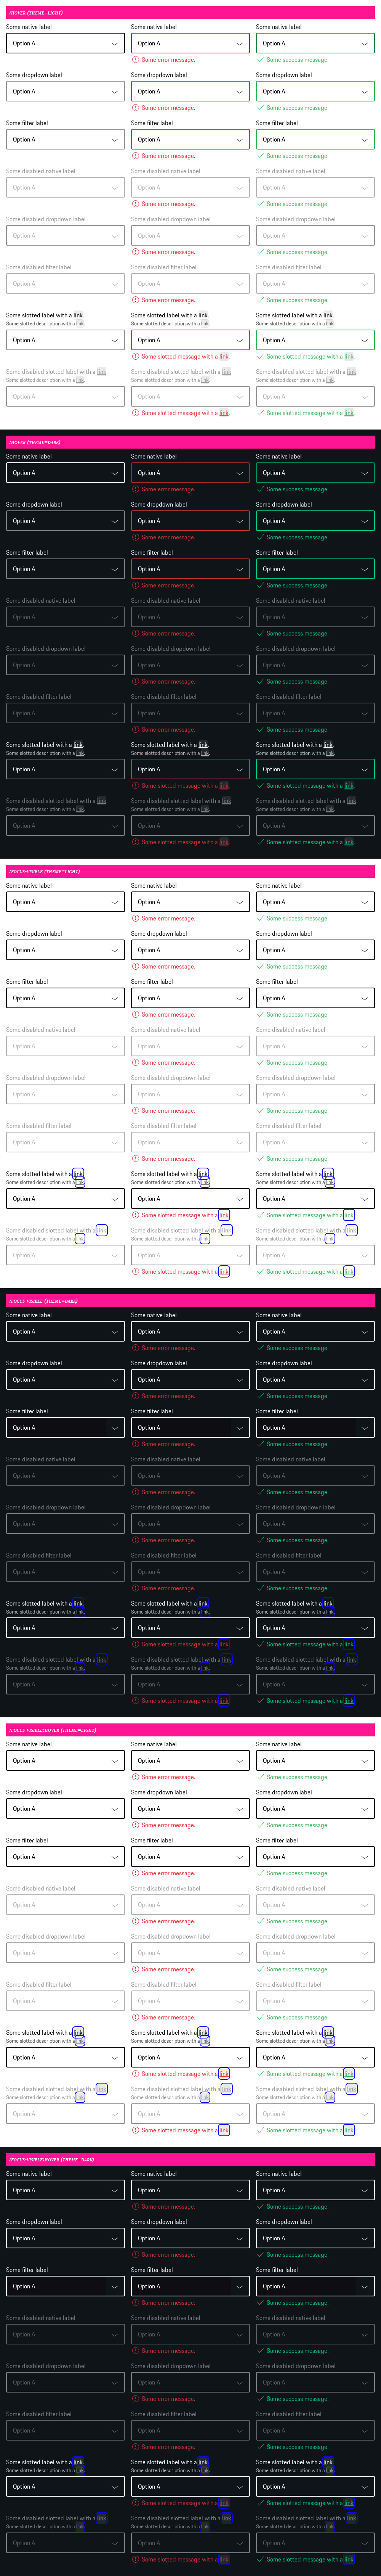 :HOVER (THEME=LIGHT)
Some native label Some native label Some native label
Option A Option A Option A
Some error message. Some success message.
Some dropdown label Some dropdown label Some dropdown label
Option A Option A Option A
Some error message. Some success message.
Some filter label Some filter label Some filter label
Option A Option A Option A
Some error message. Some success message.
Some disabled native label Some disabled native label Some disabled native label
Option A Option A Option A
Some error message. Some success message.
Some disabled dropdown label Some disabled dropdown label Some disabled dropdown label
Option A Option A Option A
Some error message. Some success message.
Some disabled filter label Some disabled filter label Some disabled filter label
Option A Option A Option A
Some error message. Some success message.
Some slotted label with a link. Some slotted label with a link. Some slotted label with a link.
Some slotted description with a link. Some slotted description with a link. Some slotted description with a link.
Option A Option A Option A
Some slotted message with a link. Some slotted message with a link.
Some disabled slotted label with a link. Some disabled slotted label with a link. Some disabled slotted label with a link.
Some slotted description with a link. Some slotted description with a link. Some slotted description with a link.
Option A Option A Option A
Some slotted message with a link. Some slotted message with a link.
:HOVER (THEME=DARK)
Some native label Some native label Some native label
Option A Option A Option A
Some error message. Some success message.
Some dropdown label Some dropdown label Some dropdown label
Option A Option A Option A
Some error message. Some success message.
Some filter label Some filter label Some filter label
Option A Option A Option A
Some error message. Some success message.
Some disabled native label Some disabled native label Some disabled native label
Option A Option A Option A
Some error message. Some success message.
Some disabled dropdown label Some disabled dropdown label Some disabled dropdown label
Option A Option A Option A
Some error message. Some success message.
Some disabled filter label Some disabled filter label Some disabled filter label
Option A Option A Option A
Some error message. Some success message.
Some slotted label with a link. Some slotted label with a link. Some slotted label with a link.
Some slotted description with a link. Some slotted description with a link. Some slotted description with a link.
Option A Option A Option A
Some slotted message with a link. Some slotted message with a link.
Some disabled slotted label with a link. Some disabled slotted label with a link. Some disabled slotted label with a link.
Some slotted description with a link. Some slotted description with a link. Some slotted description with a link.
Option A Option A Option A
Some slotted message with a link. Some slotted message with a link.
:FOCUS-VISIBLE (THEME=LIGHT)
Some native label Some native label Some native label
Option A Option A Option A
Some error message. Some success message.
Some dropdown label Some dropdown label Some dropdown label
Option A Option A Option A
Some error message. Some success message.
Some filter label Some filter label Some filter label
Option A Option A Option A
Some error message. Some success message.
Some disabled native label Some disabled native label Some disabled native label
Option A Option A Option A
Some error message. Some success message.
Some disabled dropdown label Some disabled dropdown label Some disabled dropdown label
Option A Option A Option A
Some error message. Some success message.
Some disabled filter label Some disabled filter label Some disabled filter label
Option A Option A Option A
Some error message. Some success message.
Some slotted label with a link. Some slotted label with a link. Some slotted label with a link.
Some slotted description with a link. Some slotted description with a link. Some slotted description with a link.
Option A Option A Option A
Some slotted message with a link. Some slotted message with a link.
Some disabled slotted label with a link. Some disabled slotted label with a link. Some disabled slotted label with a link.
Some slotted description with a link. Some slotted description with a link. Some slotted description with a link.
Option A Option A Option A
Some slotted message with a link. Some slotted message with a link.
:FOCUS-VISIBLE (THEME=DARK)
Some native label Some native label Some native label
Option A Option A Option A
Some error message. Some success message.
Some dropdown label Some dropdown label Some dropdown label
Option A Option A Option A
Some error message. Some success message.
Some filter label Some filter label Some filter label
Option A Option A Option A
Some error message. Some success message.
Some disabled native label Some disabled native label Some disabled native label
Option A Option A Option A
Some error message. Some success message.
Some disabled dropdown label Some disabled dropdown label Some disabled dropdown label
Option A Option A Option A
Some error message. Some success message.
Some disabled filter label Some disabled filter label Some disabled filter label
Option A Option A Option A
Some error message. Some success message.
Some slotted label with a link. Some slotted label with a link. Some slotted label with a link.
Some slotted description with a link. Some slotted description with a link. Some slotted description with a link.
Option A Option A Option A
Some slotted message with a link. Some slotted message with a link.
Some disabled slotted label with a link. Some disabled slotted label with a link. Some disabled slotted label with a link.
Some slotted description with a link. Some slotted description with a link. Some slotted description with a link.
Option A Option A Option A
Some slotted message with a link. Some slotted message with a link.
:FOCUS-VISIBLE:HOVER (THEME=LIGHT)
Some native label Some native label Some native label
Option A Option A Option A
Some error message. Some success message.
Some dropdown label Some dropdown label Some dropdown label
Option A Option A Option A
Some error message. Some success message.
Some filter label Some filter label Some filter label
Option A Option A Option A
Some error message. Some success message.
Some disabled native label Some disabled native label Some disabled native label
Option A Option A Option A
Some error message. Some success message.
Some disabled dropdown label Some disabled dropdown label Some disabled dropdown label
Option A Option A Option A
Some error message. Some success message.
Some disabled filter label Some disabled filter label Some disabled filter label
Option A Option A Option A
Some error message. Some success message.
Some slotted label with a link. Some slotted label with a link. Some slotted label with a link.
Some slotted description with a link. Some slotted description with a link. Some slotted description with a link.
Option A Option A Option A
Some slotted message with a link. Some slotted message with a link.
Some disabled slotted label with a link. Some disabled slotted label with a link. Some disabled slotted label with a link.
Some slotted description with a link. Some slotted description with a link. Some slotted description with a link.
Option A Option A Option A
Some slotted message with a link. Some slotted message with a link.
:FOCUS-VISIBLE:HOVER (THEME=DARK)
Some native label Some native label Some native label
Option A Option A Option A
Some error message. Some success message.
Some dropdown label Some dropdown label Some dropdown label
Option A Option A Option A
Some error message. Some success message.
Some filter label Some filter label Some filter label
Option A Option A Option A
Some error message. Some success message.
Some disabled native label Some disabled native label Some disabled native label
Option A Option A Option A
Some error message. Some success message.
Some disabled dropdown label Some disabled dropdown label Some disabled dropdown label
Option A Option A Option A
Some error message. Some success message.
Some disabled filter label Some disabled filter label Some disabled filter label
Option A Option A Option A
Some error message. Some success message.
Some slotted label with a link. Some slotted label with a link. Some slotted label with a link.
Some slotted description with a link. Some slotted description with a link. Some slotted description with a link.
Option A Option A Option A
Some slotted message with a link. Some slotted message with a link.
Some disabled slotted label with a link. Some disabled slotted label with a link. Some disabled slotted label with a link.
Some slotted description with a link. Some slotted description with a link. Some slotted description with a link.
Option A Option A Option A
Some slotted message with a link. Some slotted message with a link.